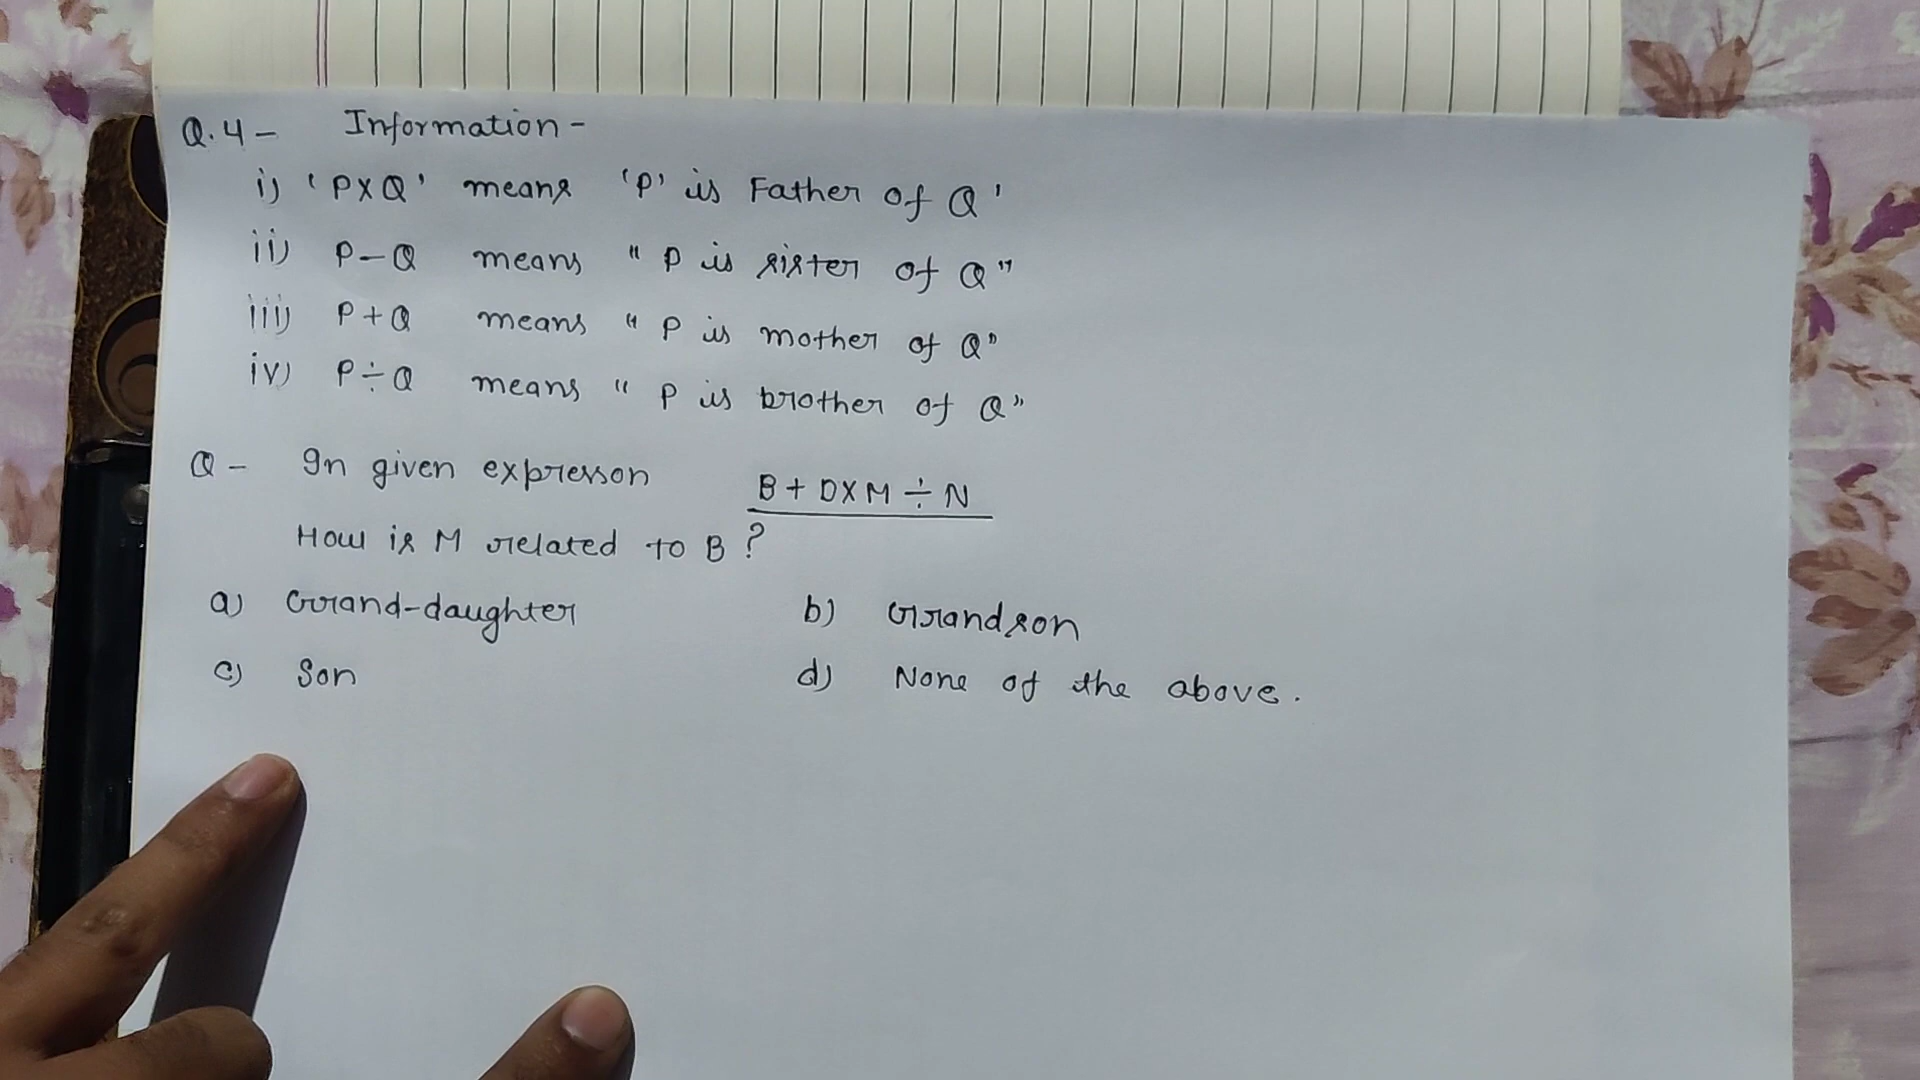 Q.4- Information -
i) 'P×Q' means 'P' is Father of Q'
ii) P-Q means "P is sister of Q"
iii) P+Q means "P is mother of Q"
iv) P÷Q means "P is brother of Q"
Q- In given expresson B+D×M÷N
How is M related to B?
a) Grand-daughter b) Grandson
c) Son d) None of the above.